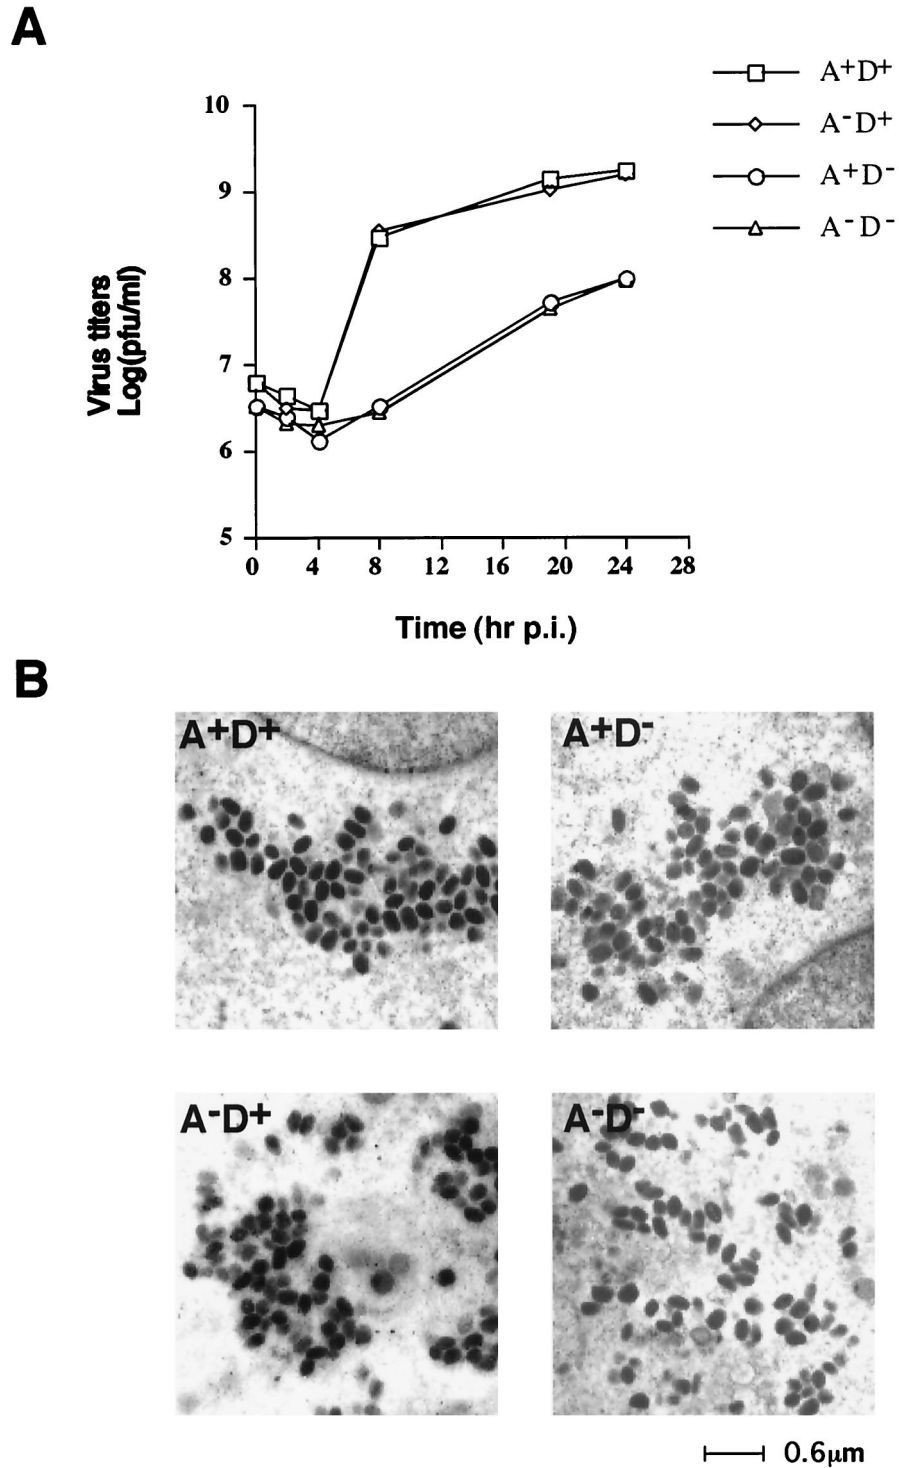 A
A⁺D⁺
A⁻D⁺
A⁺D⁻
A⁻D⁻
10
9
8
7
6
5
Virus titers
Log(pfu/ml)
0 4 8 12 16 20 24 28
Time (hr p.i.)
B
A⁺D⁺ A⁺D⁻
A⁻D⁺ A⁻D⁻
0.6µm